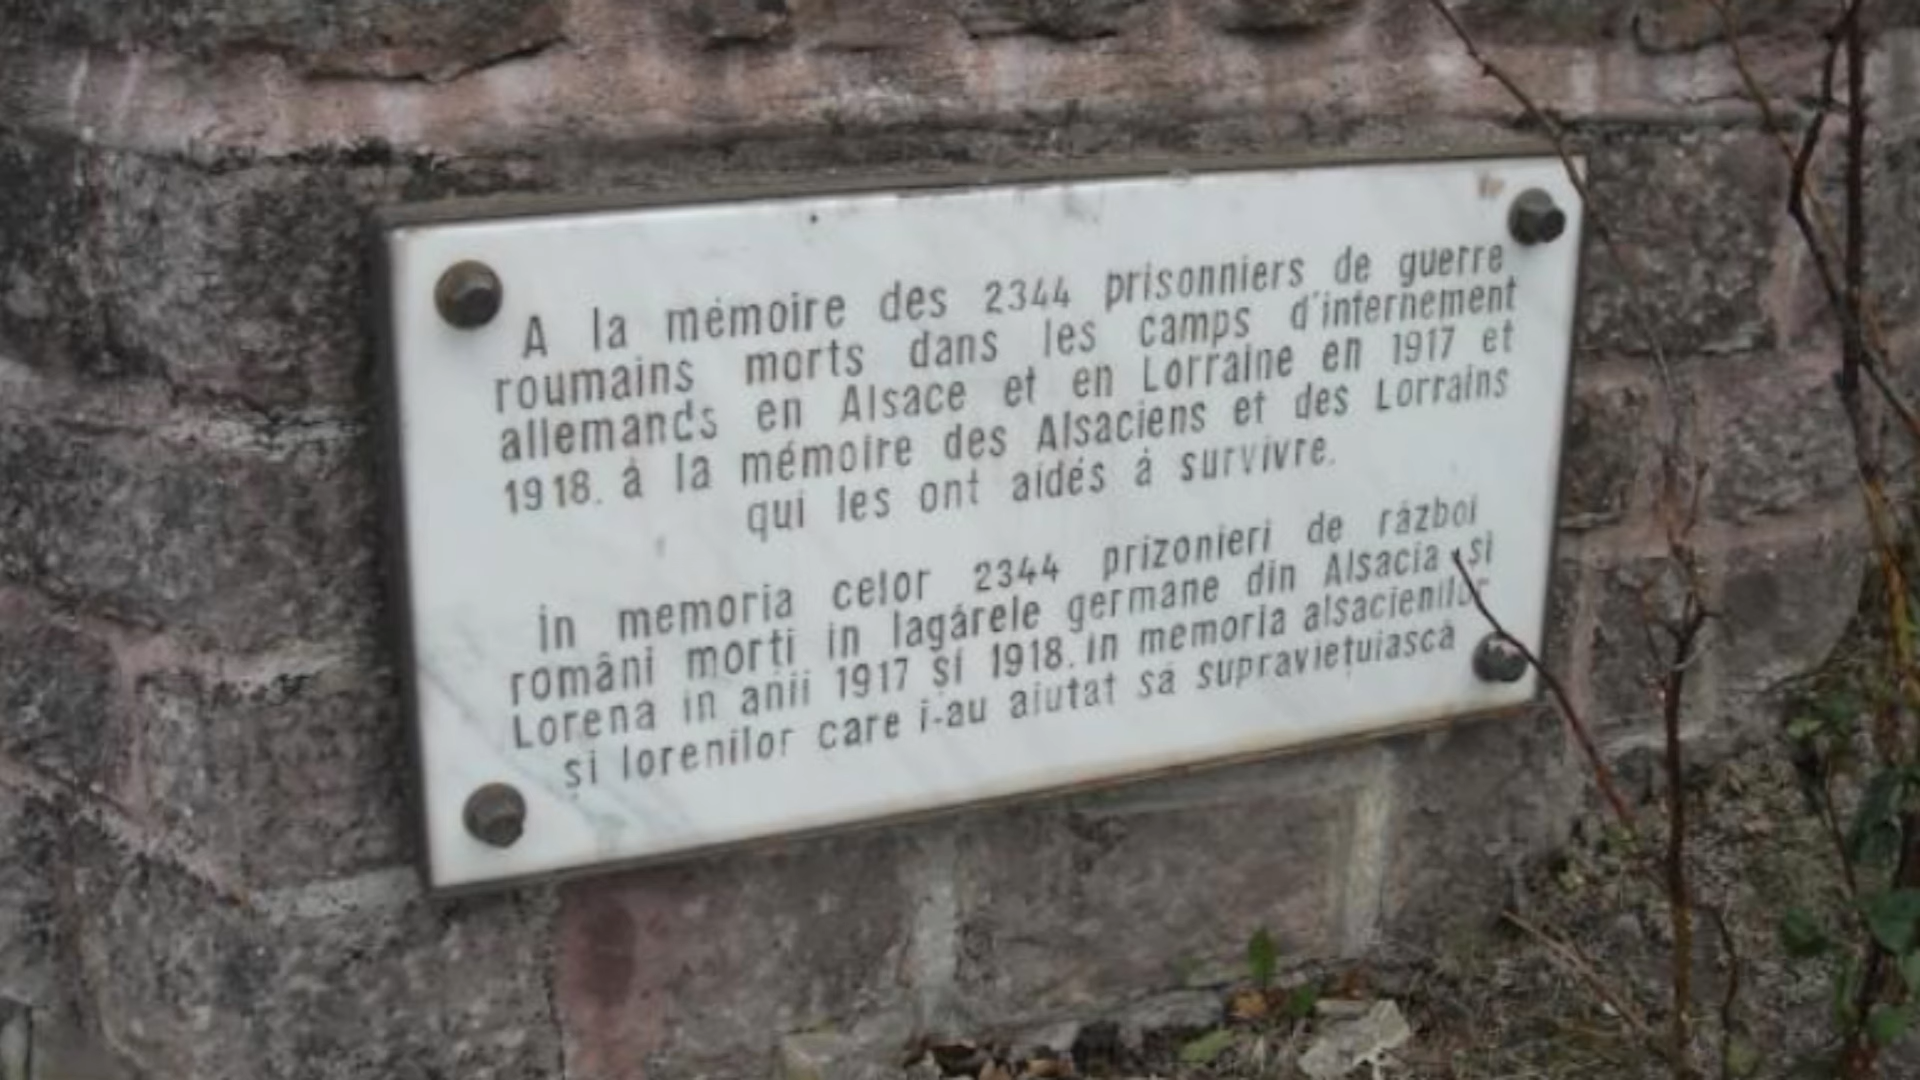 A la mémoire des 2344 prisonniers de guerre
roumains morts dans les camps d'internement
allemands en Alsace et en Lorraine en 1917 et
1918. à la mémoire des Alsaciens et des Lorrains
qui les ont aidés à survivre.
in memoria celor 2344 prizonieri de război
români morti in lagărele germane din Alsacia și
Lorena in anii 1917 și 1918. in memoria alsacienilor
și lorenilor care i-au aiutat să supraviețuiască